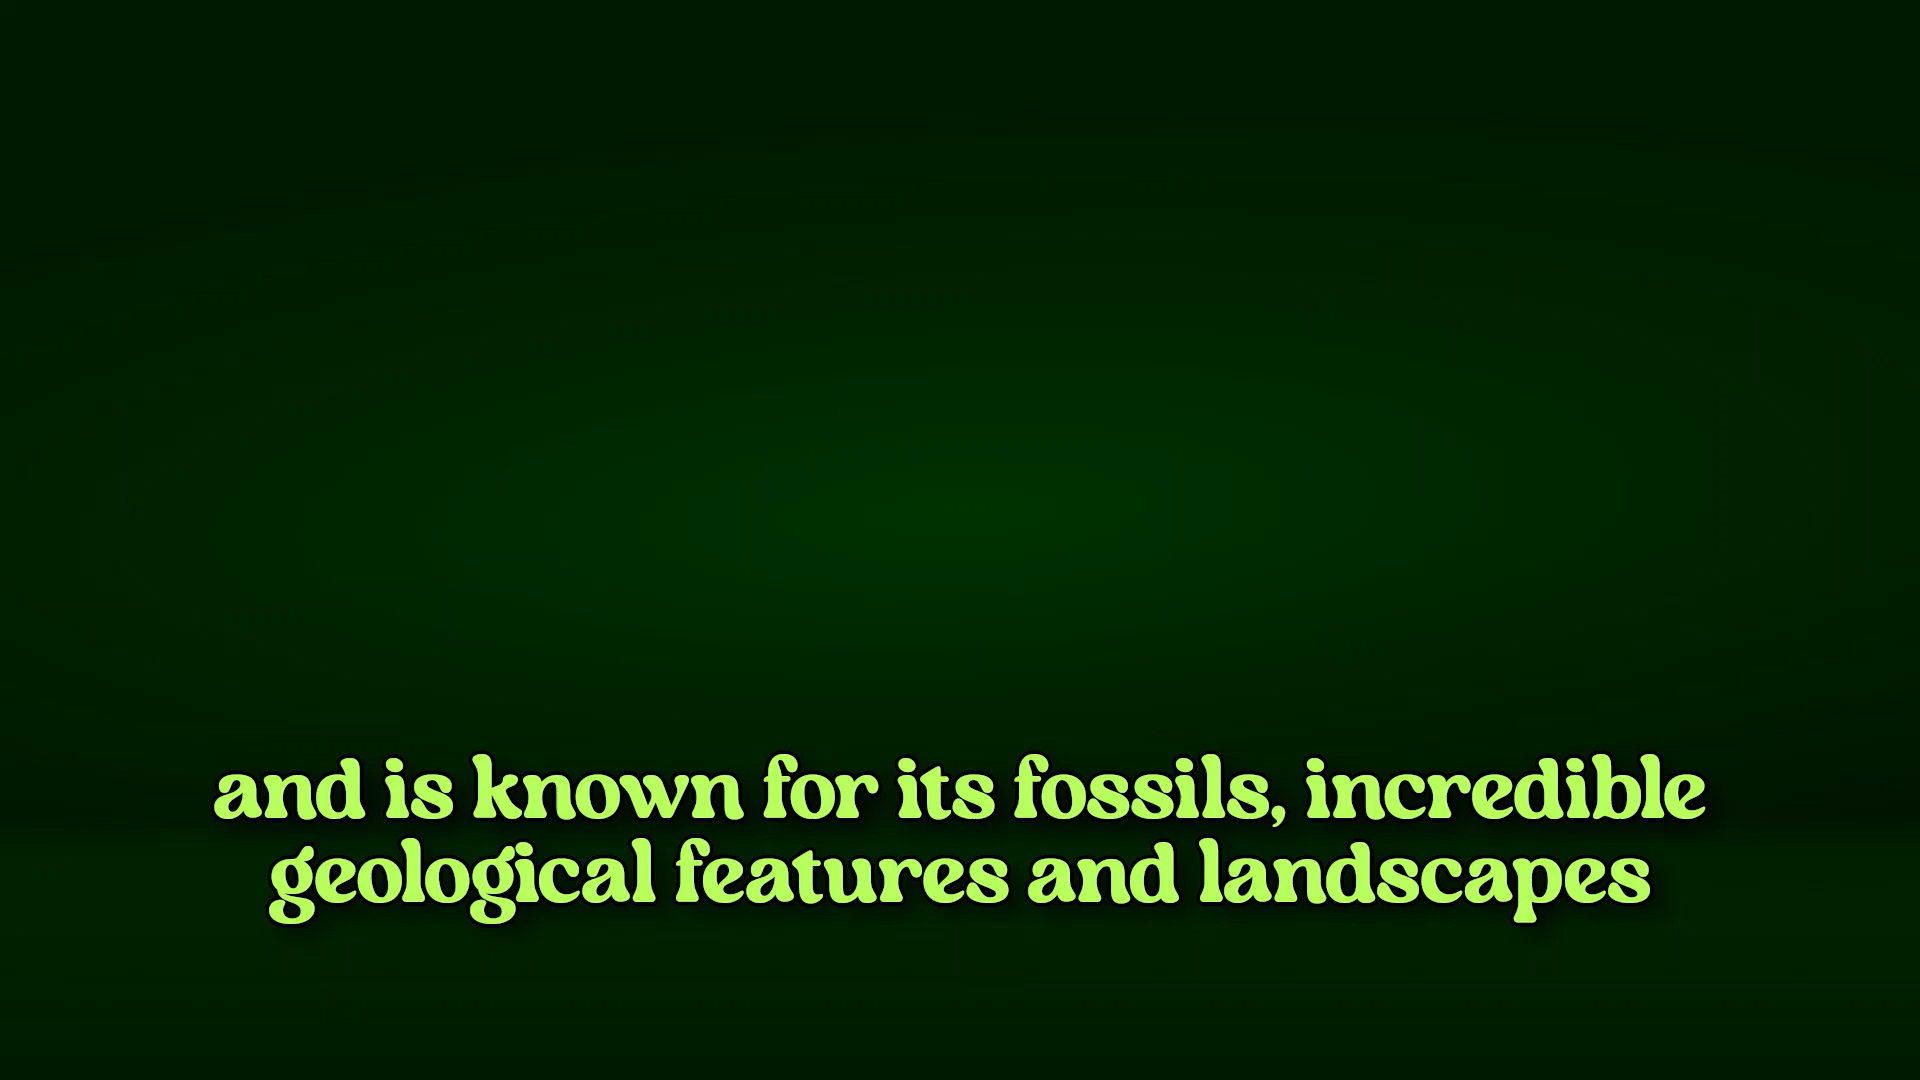 and is known for its fossils, incredible
geological features and landscapes